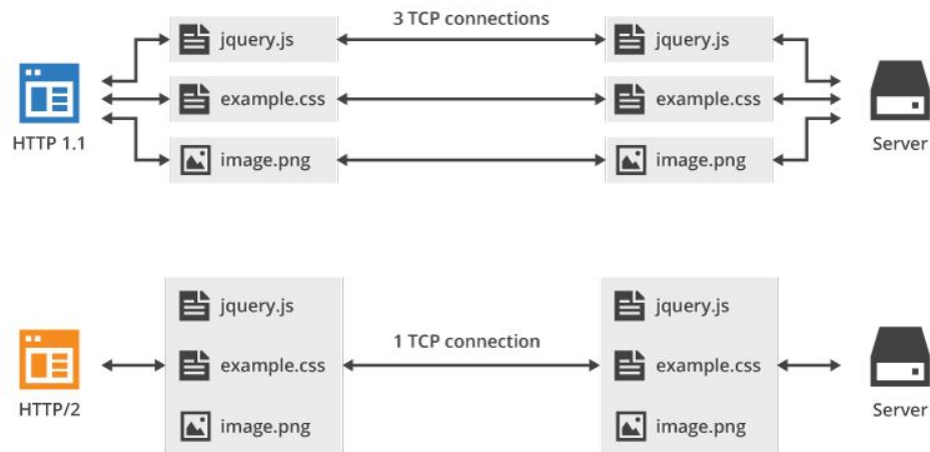 3 TCP connections
jquery.js
jquery.js
example.css
example.css
HTTP 1.1
Server
image.png
image.png
jquery.js
jquery.js
1 TCP connection
example.css
example.css
HTTP/2
Server
image.png
image.png